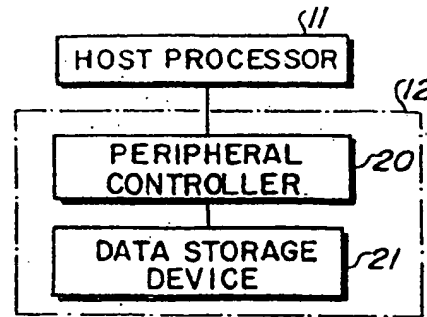 11
HOST PROCESSOR
12
PERIPHERAL
CONTROLLER
20
DATA STORAGE
DEVICE
21